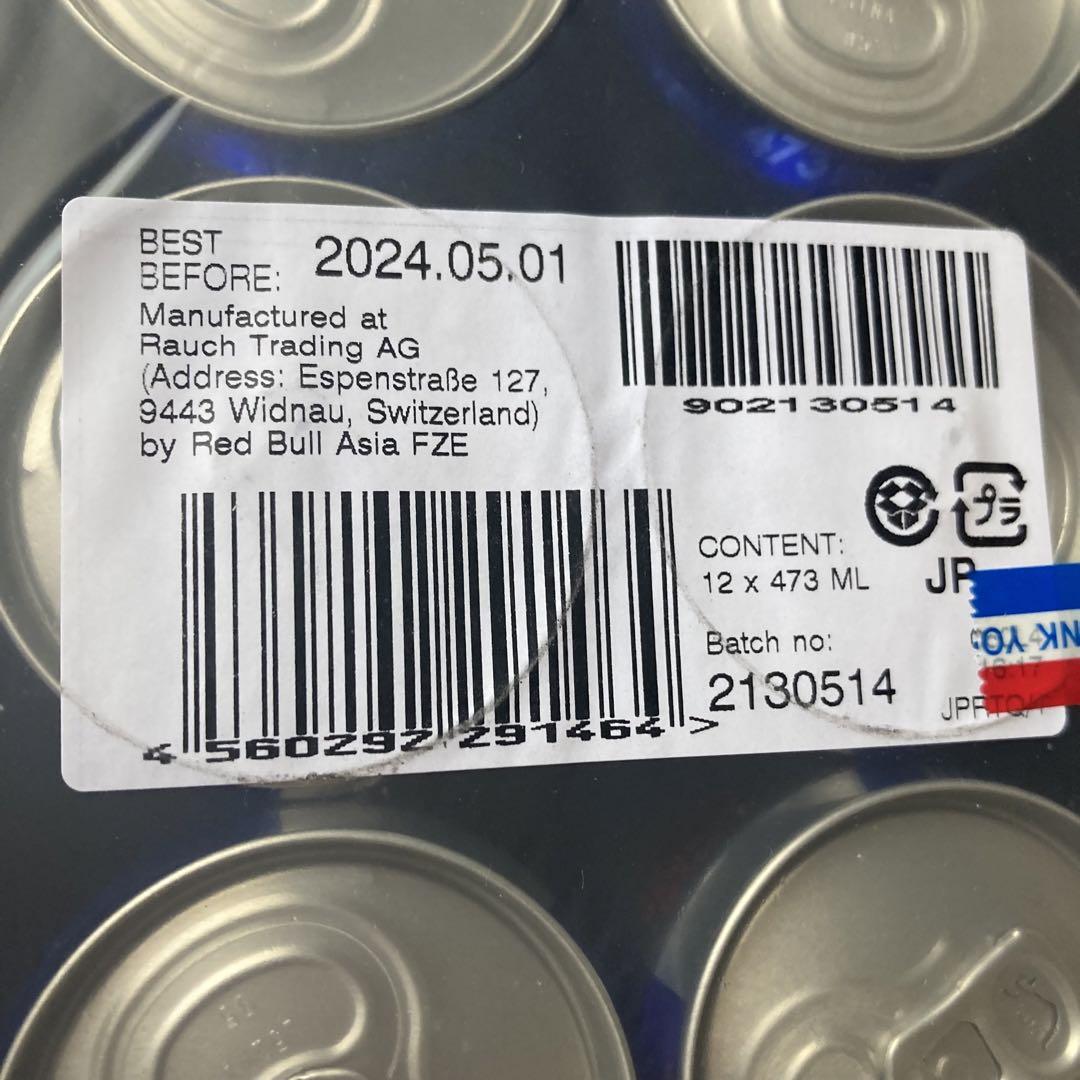 BEST
BEFORE: 2024.05.01
Manufactured at
Rauch Trading AG
(Address: Espenstraße 127,
9443 Widnau, Switzerland)
by Red Bull Asia FZE
902130514
プラ
CONTENT:
12 x 473 ML
JP
Batch no:
2130514
4 560292 291464 >